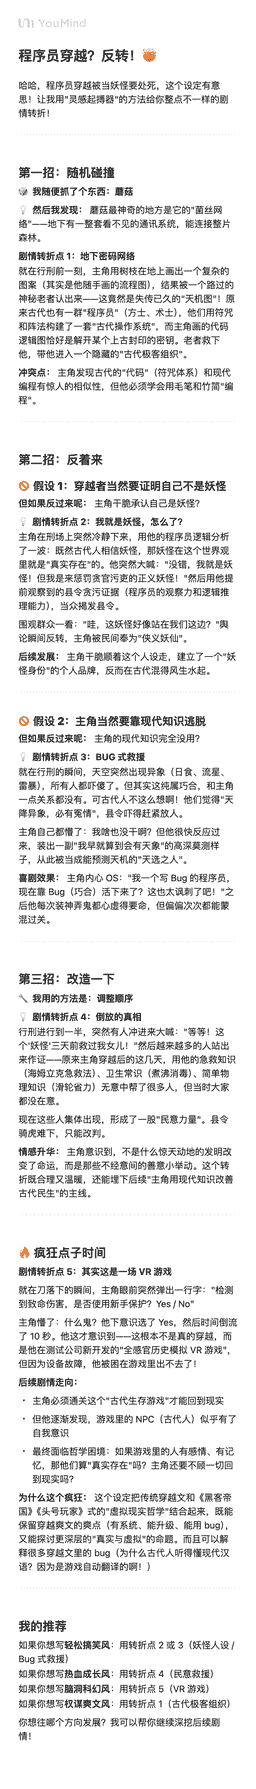 YouMind
程序员穿越？反转！
哈哈，程序员穿越被当妖怪要处死，这个设定有意
思！让我用"灵感起搏器"的方法给你整点不一样的剧
情转折！
第一招：随机碰撞
🎲 我随便抓了个东西：蘑菇
💡 然后我发现： 蘑菇最神奇的地方是它的"菌丝网
络"——地下有一整套看不见的通讯系统，能连接整片
森林。
剧情转折点 1：地下密码网络
就在行刑前一刻，主角用树枝在地上画出一个复杂的
图案（其实是他随手画的流程图），结果被一个路过的
神秘老者认出来——这竟然是失传已久的"天机图"！原
来古代也有一群"程序员"（方士、术士），他们用符咒
和阵法构建了一套"古代操作系统"，而主角画的代码
逻辑图恰好是解开某个上古封印的密钥。老者救下
他，带他进入一个隐藏的"古代极客组织"。
冲突点： 主角发现古代的"代码"（符咒体系）和现代
编程有惊人的相似性，但他必须学会用毛笔和竹简"编
程"。
第二招：反着来
🚫 假设 1：穿越者当然要证明自己不是妖怪
但如果反过来呢： 主角干脆承认自己是妖怪？
💡 剧情转折点 2：我就是妖怪，怎么了？
主角在刑场上突然冷静下来，用他的程序员逻辑分析
了一波：既然古代人相信妖怪，那妖怪在这个世界观
里就是"真实存在"的。他突然大喊："没错，我就是妖
怪！但我是来惩罚贪官污吏的正义妖怪！"然后用他提
前观察到的县令贪污证据（程序员的观察力和逻辑推
理能力），当众揭发县令。
围观群众一看："哇，这妖怪好像站在我们这边？"舆
论瞬间反转，主角被民间奉为"侠义妖仙"。
后续发展： 主角干脆顺着这个人设走，建立了一个"妖
怪身份"的个人品牌，反而在古代混得风生水起。
🚫 假设 2：主角当然要靠现代知识逃脱
但如果反过来呢： 主角的现代知识完全没用？
💡 剧情转折点 3：BUG 式救援
就在行刑的瞬间，天空突然出现异象（日食、流星、
雷暴），所有人都吓傻了。但其实这纯属巧合，和主角
一点关系都没有。可古代人不这么想啊！他们觉得"天
降异象，必有冤情"，县令吓得赶紧放人。
主角自己都懵了：我啥也没干啊？但他很快反应过
来，装出一副"我早就算到会有天象"的高深莫测样
子，从此被当成能预测天机的"天选之人"。
喜剧效果： 主角内心 OS："我一个写 Bug 的程序员，
现在靠 Bug（巧合）活下来了？这也太讽刺了吧！"之
后他每次装神弄鬼都心虚得要命，但偏偏次次都能蒙
混过关。
第三招：改造一下
🔧 我用的方法是：调整顺序
💡 剧情转折点 4：倒放的真相
行刑进行到一半，突然有人冲进来大喊："等等！这
个'妖怪'三天前救过我女儿！"然后越来越多的人站出
来作证——原来主角穿越后的这几天，用他的急救知识
（海姆立克急救法）、卫生常识（煮沸消毒）、简单物
理知识（滑轮省力）无意中帮了很多人，但当时大家
都没在意。
现在这些人集体出现，形成了一股"民意力量"。县令
骑虎难下，只能改判。
情感升华： 主角意识到，不是什么惊天动地的发明改
变了命运，而是那些不经意间的善意小举动。这个转
折既合理又温暖，还能埋下后续"主角用现代知识改善
古代民生"的主线。
🔥 疯狂点子时间
剧情转折点 5：其实这是一场 VR 游戏
就在刀落下的瞬间，主角眼前突然弹出一行字："检测
到致命伤害，是否使用新手保护？Yes / No"
主角懵了：什么鬼？他下意识选了 Yes，然后时间倒流
了 10 秒。他这才意识到——这根本不是真的穿越，而
是他在测试公司新开发的"全感官历史模拟 VR 游戏"，
但因为设备故障，他被困在游戏里出不去了！
后续剧情走向：
• 主角必须通关这个"古代生存游戏"才能回到现实
• 但他逐渐发现，游戏里的 NPC（古代人）似乎有了
自我意识
• 最终面临哲学困境：如果游戏里的人有感情、有记
忆，那他们算"真实存在"吗？主角还要不顾一切回
到现实吗？
为什么这个疯狂： 这个设定把传统穿越文和《黑客帝
国》《头号玩家》式的"虚拟现实哲学"结合起来，既能
保留穿越爽文的爽点（有系统、能升级、能用 bug），
又能探讨更深层的"真实与虚拟"的命题。而且可以解
释很多穿越文里的 bug（为什么古代人听得懂现代汉
语？因为是游戏自动翻译的啊！）
我的推荐
如果你想写轻松搞笑风：用转折点 2 或 3（妖怪人设 /
Bug 式救援）
如果你想写热血成长风：用转折点 4（民意救援）
如果你想写脑洞科幻风：用转折点 5（VR 游戏）
如果你想写权谋爽文风：用转折点 1（古代极客组织）
你想往哪个方向发展？我可以帮你继续深挖后续剧
情！